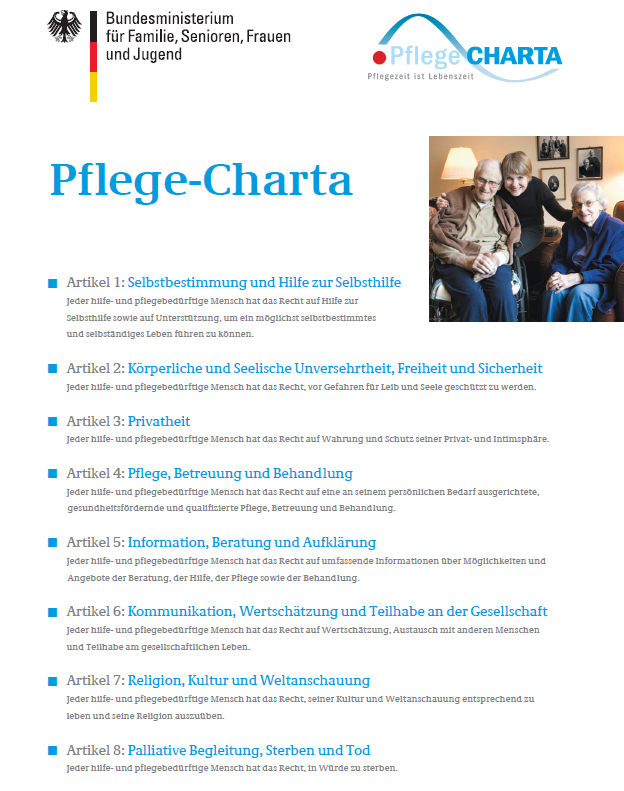 Bundesministerium
für Familie, Senioren, Frauen
und Jugend
PflegeCHARTA
Pflegezeit ist Lebenszeit
Pflege-Charta
Artikel 1: Selbstbestimmung und Hilfe zur Selbsthilfe
Jeder hilfe- und pflegebedürftige Mensch hat das Recht auf Hilfe zur
Selbsthilfe sowie auf Unterstützung, um ein möglichst selbstbestimmtes
und selbständiges Leben führen zu können.
Artikel 2: Körperliche und Seelische Unversehrtheit, Freiheit und Sicherheit
Jeder hilfe- und pflegebedürftige Mensch hat das Recht, vor Gefahren für Leib und Seele geschützt zu werden.
Artikel 3: Privatheit
Jeder hilfe- und pflegebedürftige Mensch hat das Recht auf Wahrung und Schutz seiner Privat- und Intimsphäre.
Artikel 4: Pflege, Betreuung und Behandlung
Jeder hilfe- und pflegebedürftige Mensch hat das Recht auf eine an seinem persönlichen Bedarf ausgerichtete,
gesundheitsfördernde und qualifizierte Pflege, Betreuung und Behandlung.
Artikel 5: Information, Beratung und Aufklärung
Jeder hilfe- und pflegebedürftige Mensch hat das Recht auf umfassende Informationen über Möglichkeiten und
Angebote der Beratung, der Hilfe, der Pflege sowie der Behandlung.
Artikel 6: Kommunikation, Wertschätzung und Teilhabe an der Gesellschaft
Jeder hilfe- und pflegebedürftige Mensch hat das Recht auf Wertschätzung, Austausch mit anderen Menschen
und Teilhabe am gesellschaftlichen Leben.
Artikel 7: Religion, Kultur und Weltanschauung
Jeder hilfe- und pflegebedürftige Mensch hat das Recht, seiner Kultur und Weltanschauung entsprechend zu
leben und seine Religion auszuüben.
Artikel 8: Palliative Begleitung, Sterben und Tod
Jeder hilfe- und pflegebedürftige Mensch hat das Recht, in Würde zu sterben.